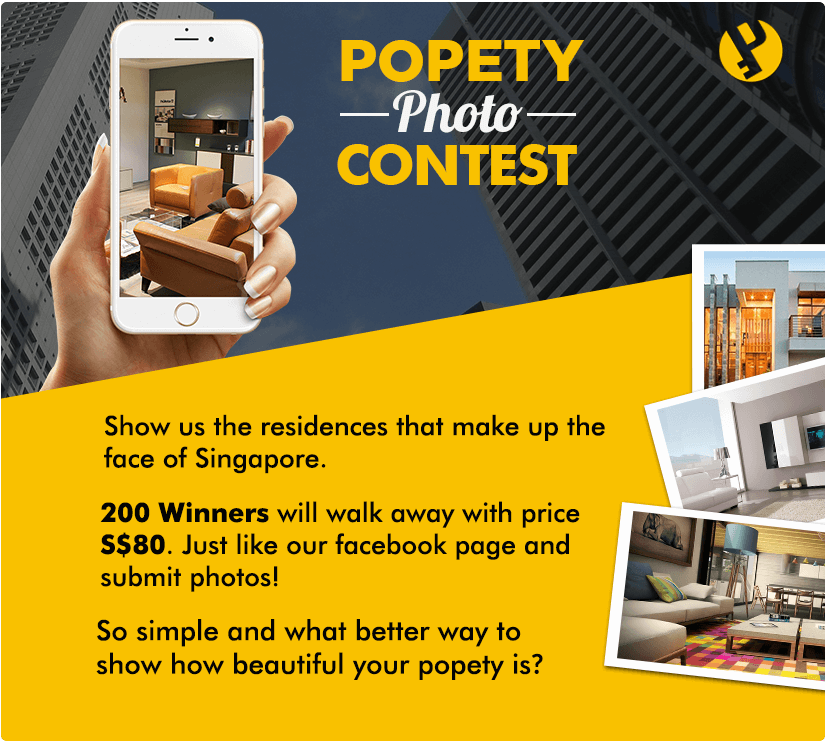 POPETY
Photo
CONTEST
Show us the residences that make up the
face of Singapore.
200 Winners will walk away with price
S$80. Just like our facebook page and
submit photos!
So simple and what better way to
show how beautiful your popety is?